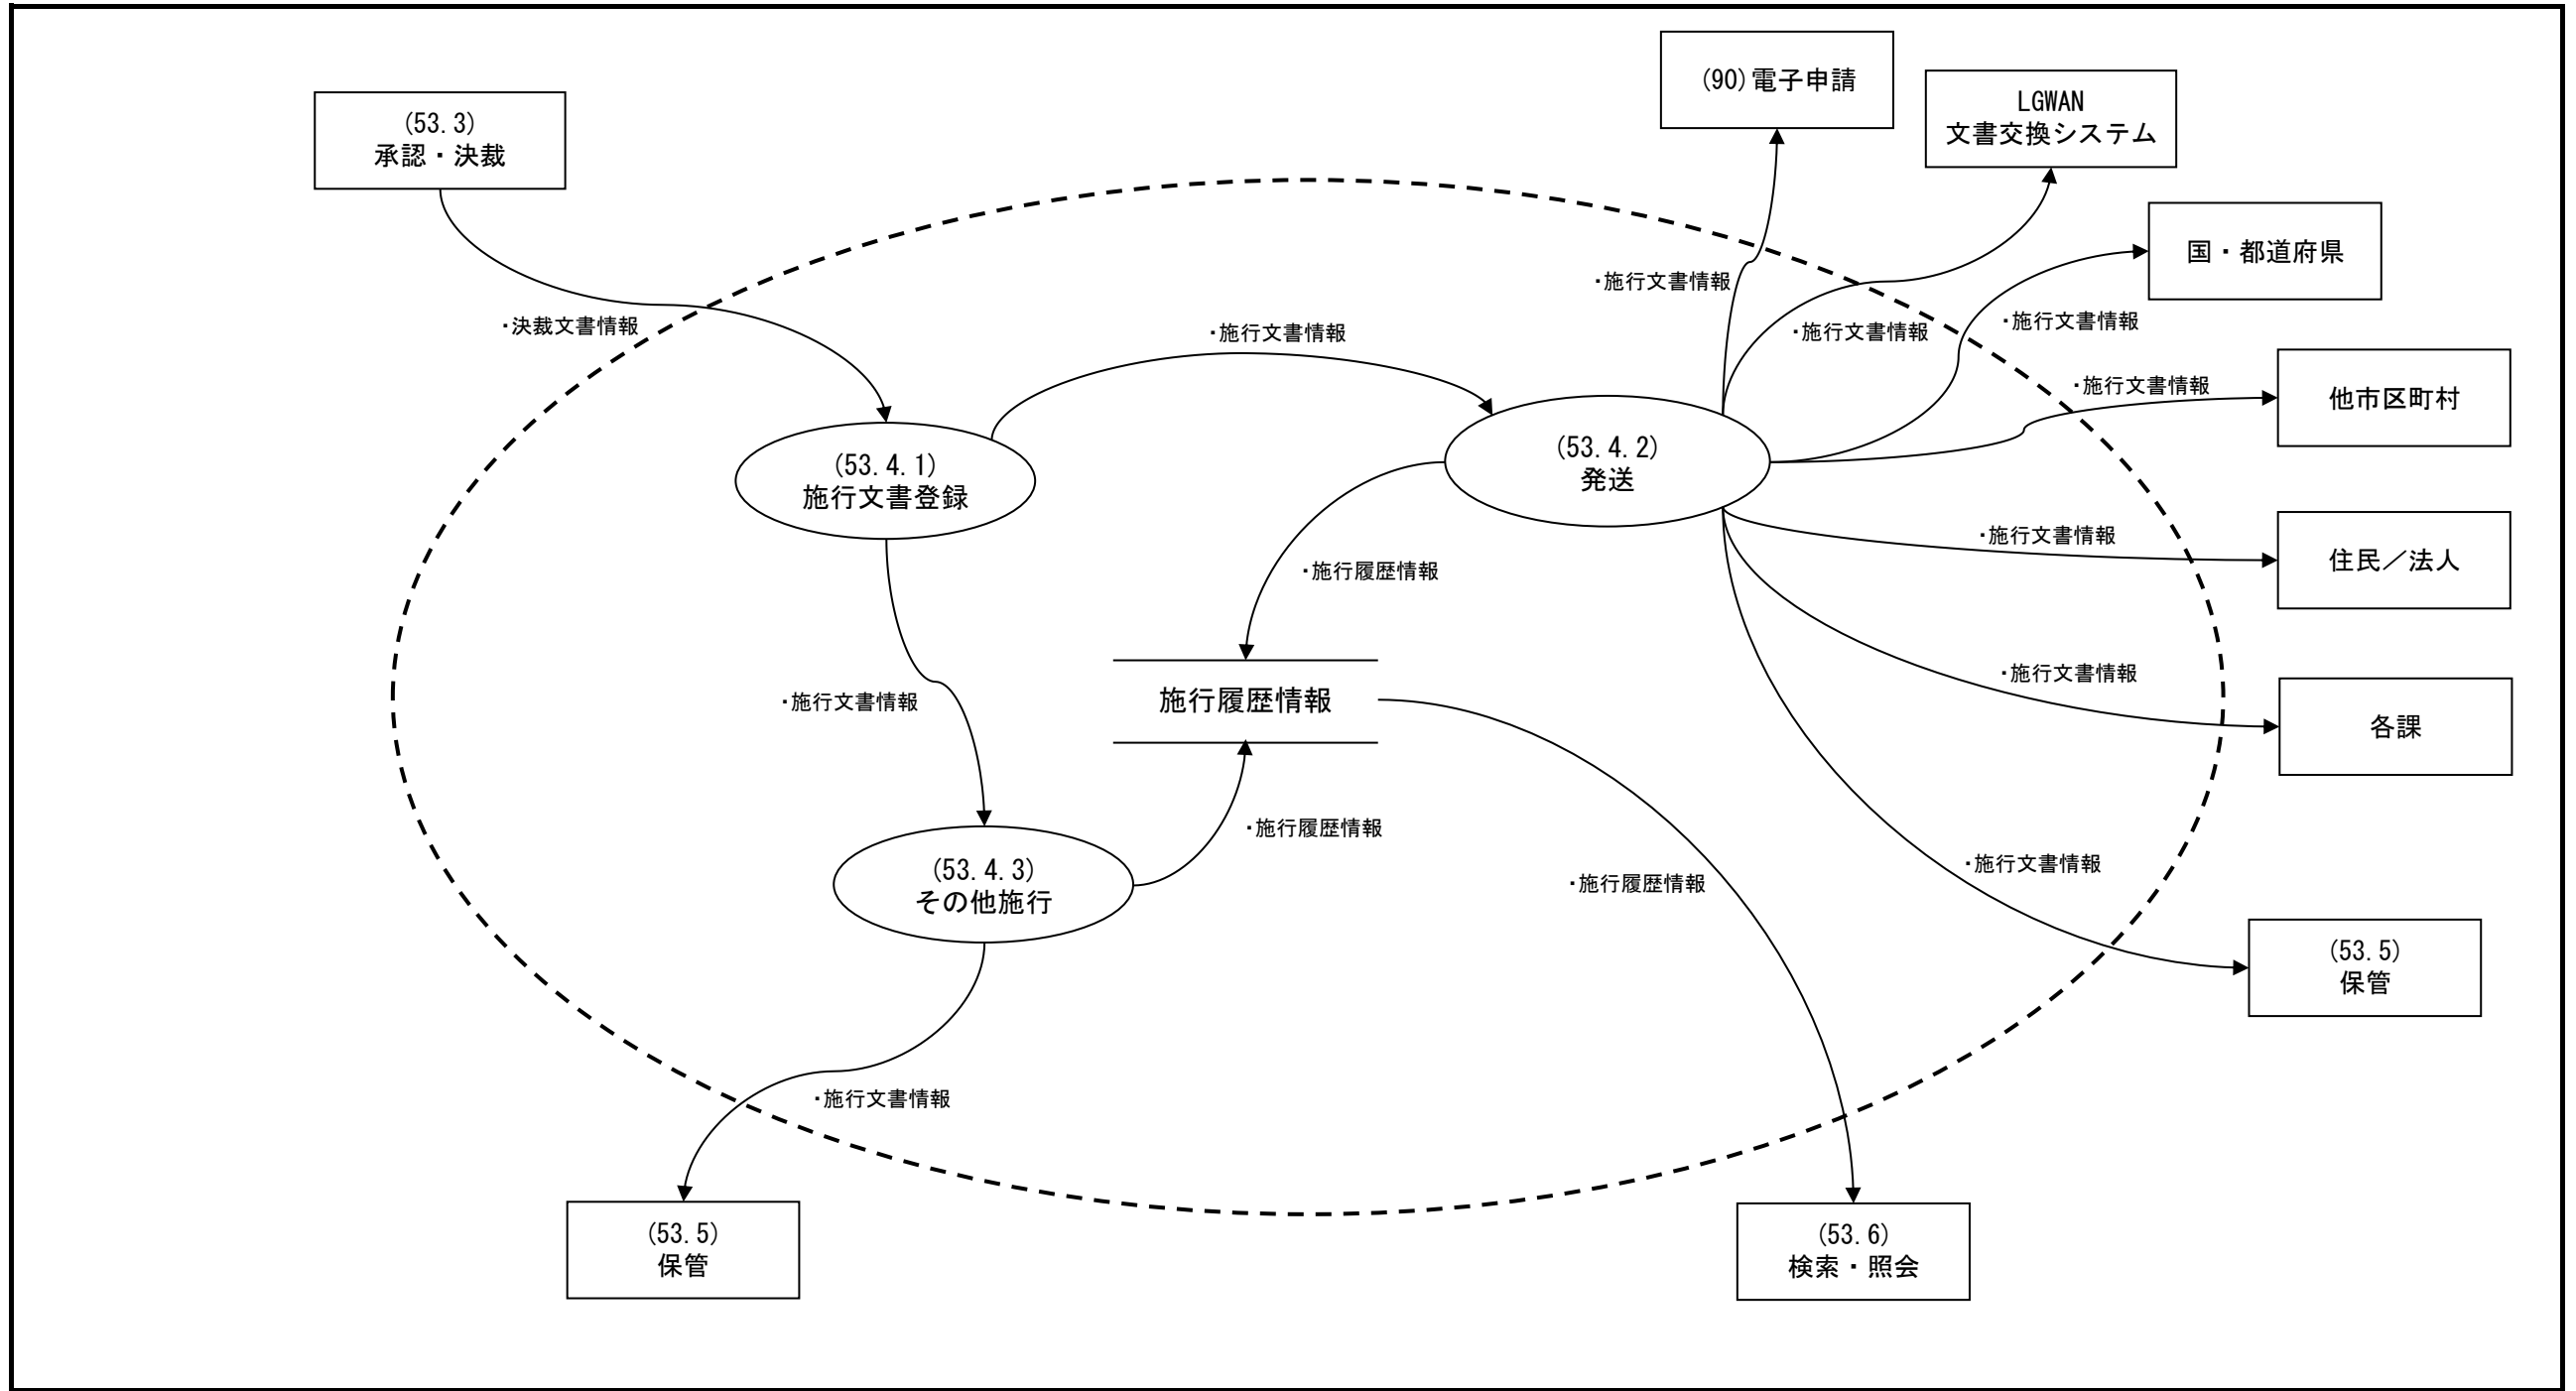 (90)電子申請
LGWAN
文書交換システム
(53.3)
承認・決裁
国・都道府県
・施行文書情報
・決裁文書情報
・施行文書情報
・施行文書情報
・施行文書情報
・施行文書情報
他市区町村
(53.4.1)
施行文書登録
(53.4.2)
発送
・施行文書情報
住民／法人
・施行履歴情報
・施行文書情報
・施行文書情報
施行履歴情報
各課
・施行履歴情報
(53.4.3)
その他施行
・施行履歴情報
・施行文書情報
(53.5)
保管
・施行文書情報
(53.5)
保管
(53.6)
検索・照会